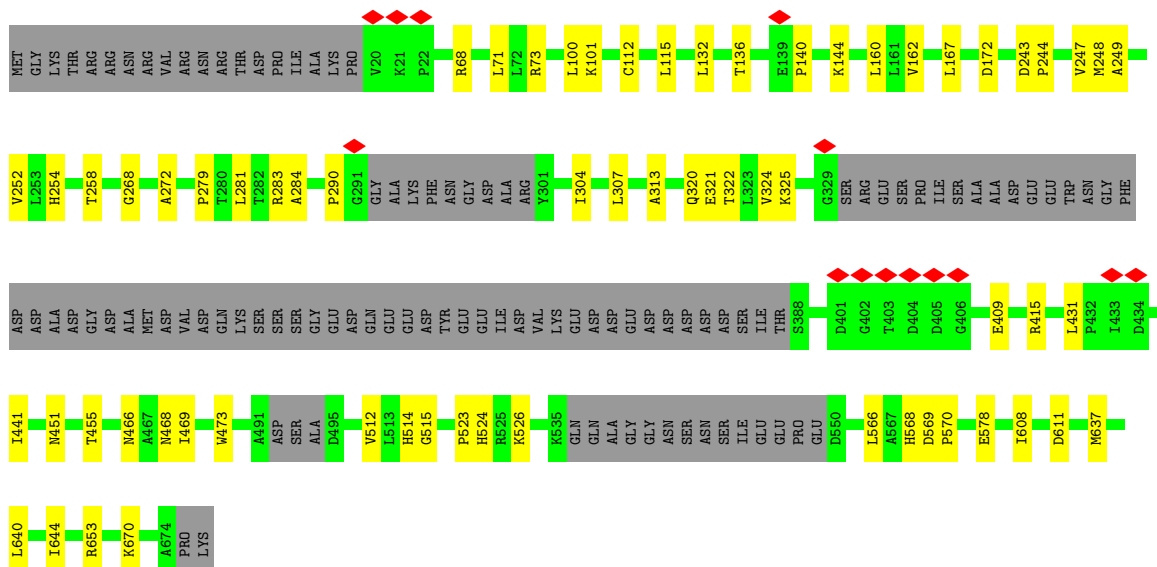 MET GLY LYS THR ARG ARG ASN ARG VAL ARG ASN ARG THR ASP PRO ILE ALA LYS PRO V20 K21 P22 R68 L71 L72 R73 L100 K101 C112 L115 L132 T136 E139 P140 K144 L160 L161 V162 L167 D172 D243 P244 V247 M248 A249
V252 L253 H254 T258 G268 A272 P279 T280 L281 T282 R283 A284 P290 G291 GLY ALA LYS PHE ASN GLY ASP ALA ARG Y301 I304 L307 A313 Q320 E321 T322 L323 V324 K325 G329 SER ARG GLU SER PRO ILE SER ALA ALA ASP GLU GLU TRP ASN GLY PHE
ASP ASP ALA ASP GLY ASP ALA MET ASP VAL ASP GLN LYS SER SER SER GLY GLU ASP GLN GLU GLU ASP TYR GLU GLU ILE ASP VAL LYS GLU ASP ASP GLU ASP ASP ASP ASP ASP SER ILE THR S388 D401 G402 T403 D404 D405 G406 E409 R415 L431 P432 I433 D434
I441 N451 T455 N466 A467 N468 I469 W473 A491 ASP SER ALA D495 V512 L513 H514 G515 P523 H524 R525 K526 K535 GLN GLN ALA GLY GLY ASN SER ASN SER ILE GLU GLU PRO GLU D550 L566 A567 H568 D569 P570 E578 I608 D611 M637
L640 I644 R653 K670 A674 PRO LYS